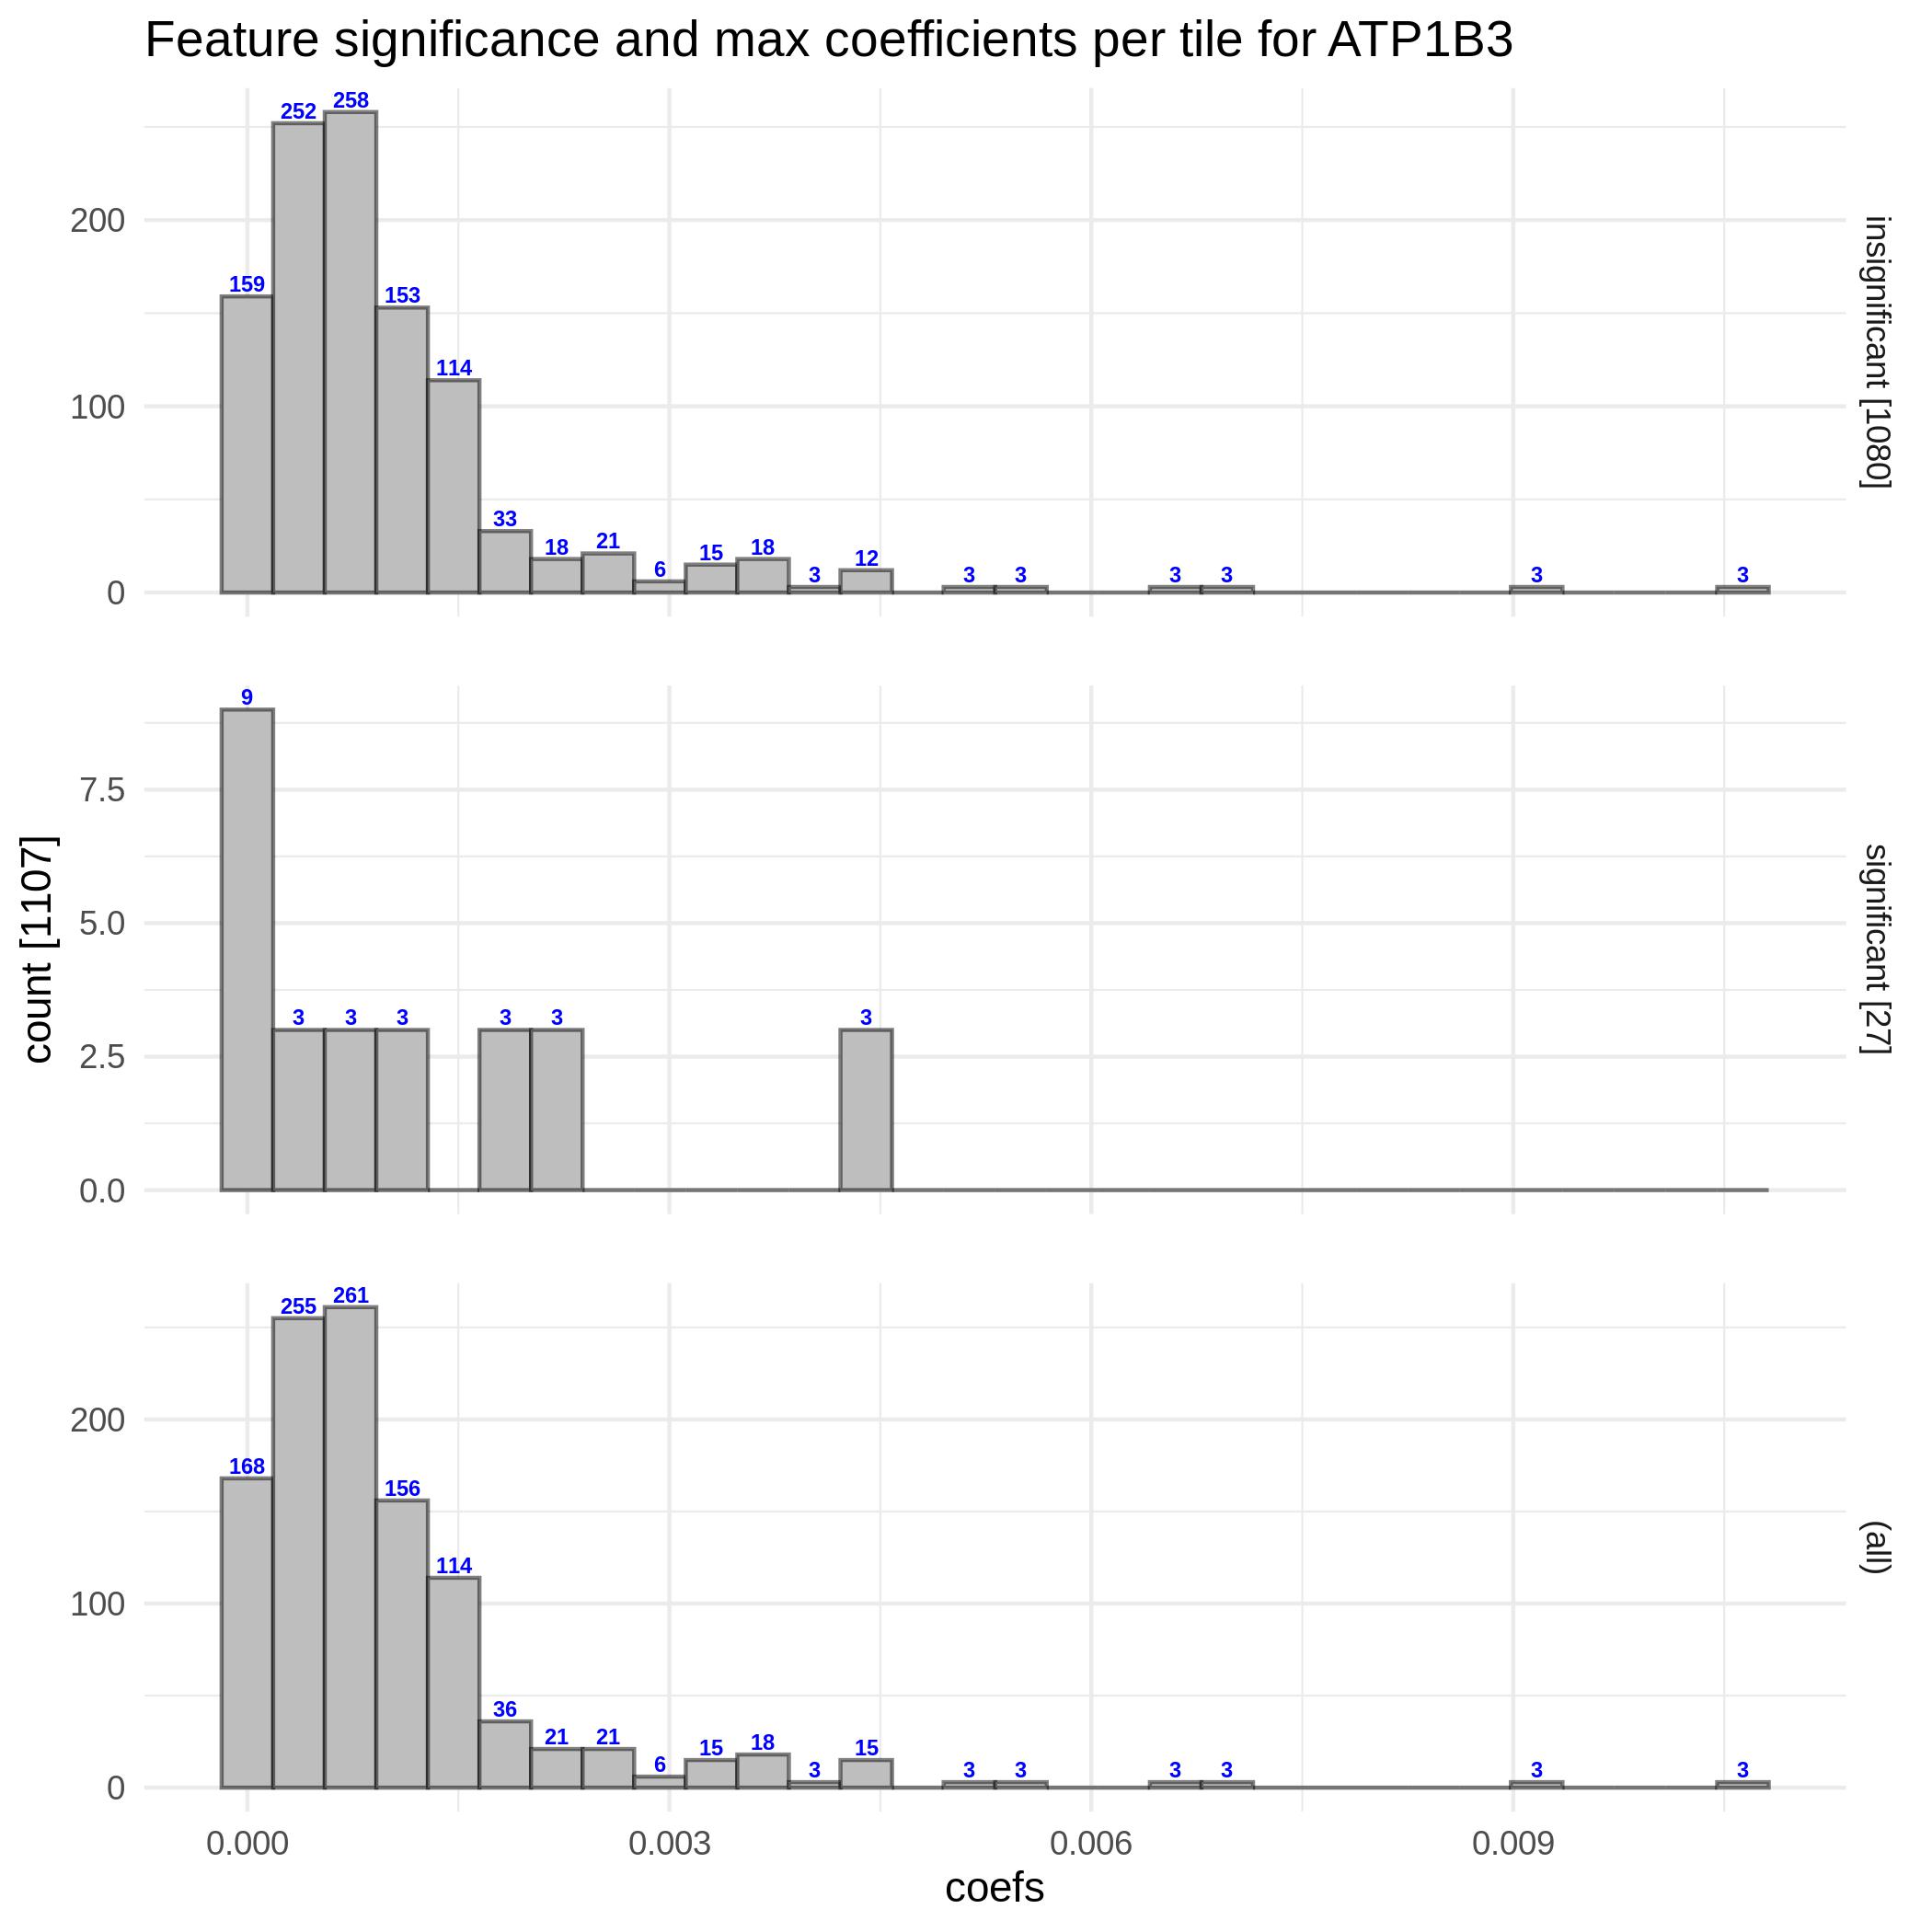 Feature significance and max coefficients per tile for ATP1B3
252 258
159
153
114
33
18 21 6 15 18 3 12 3 3 3 3 3 3
200
100
0
insignificant [1080]
9
3 3 3 3 3 3
7.5
5.0
2.5
0.0
count [1107]
significant [27]
255 261
168
156
114
36
21 21 6 15 18 3 15 3 3 3 3 3 3
200
100
0
(all)
0.000 0.003 0.006 0.009
coefs